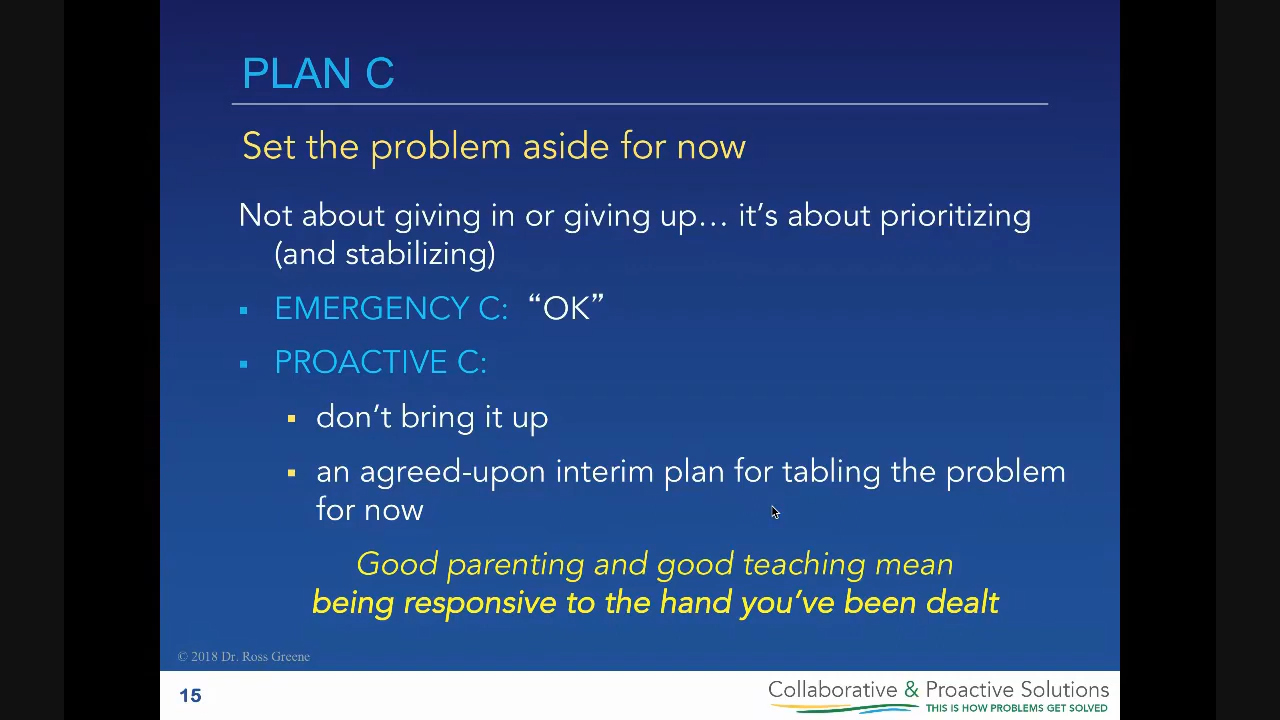 PLAN C
Set the problem aside for now
Not about giving in or giving up… it’s about prioritizing
(and stabilizing)
▪ EMERGENCY C: “OK”
▪ PROACTIVE C:
▪ don’t bring it up
▪ an agreed-upon interim plan for tabling the problem
for now
Good parenting and good teaching mean
being responsive to the hand you’ve been dealt
© 2018 Dr. Ross Greene
15
Collaborative & Proactive Solutions
THIS IS HOW PROBLEMS GET SOLVED